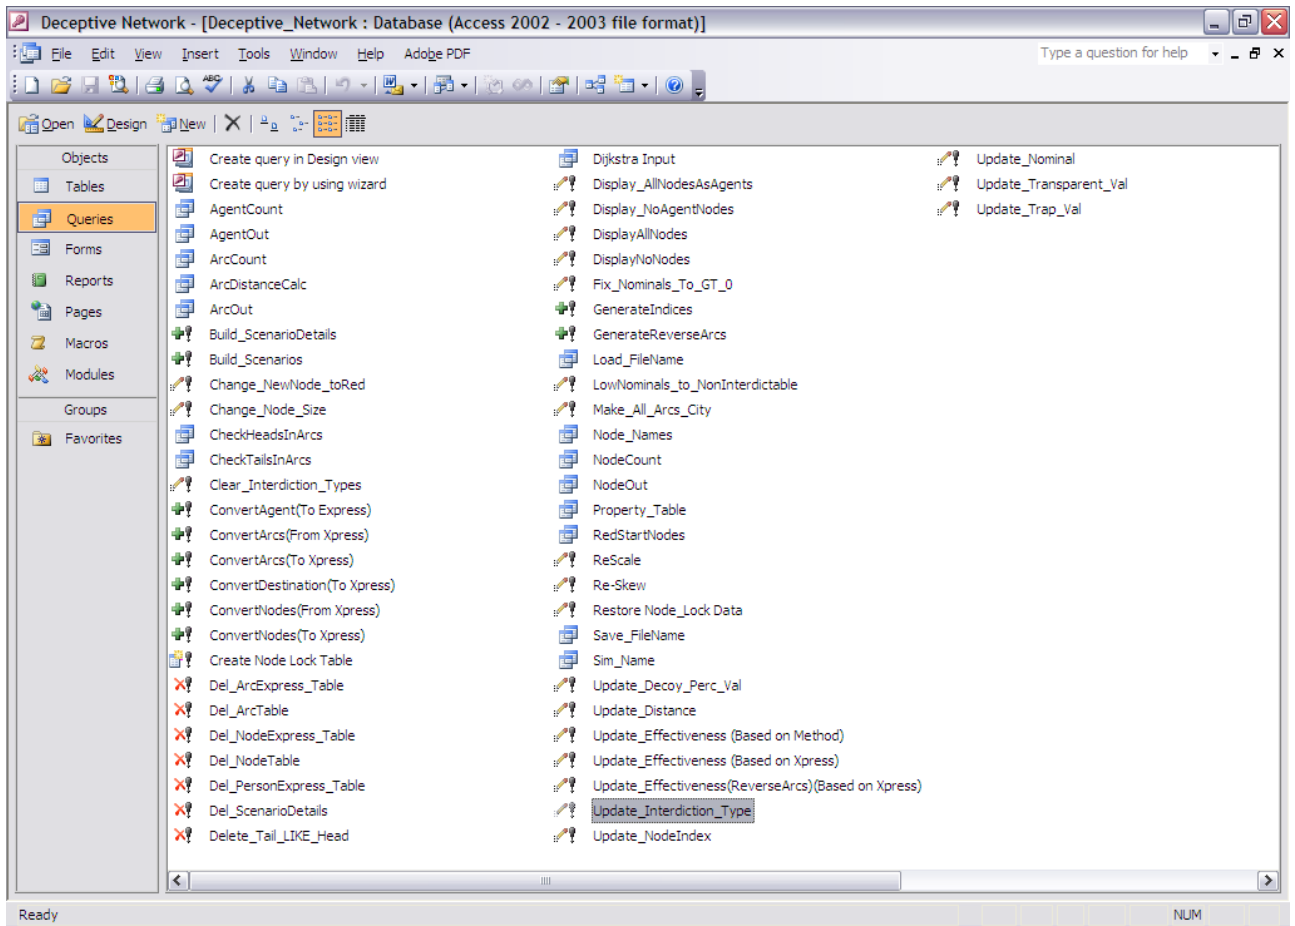 Deceptive Network - [Deceptive_Network : Database (Access 2002 - 2003 file format)]
File Edit View Insert Tools Window Help Adobe PDF Type a question for help
Open Design New
Objects
Tables
Queries
Forms
Reports
Pages
Macros
Modules
Groups
Favorites
Create query in Design view
Create query by using wizard
AgentCount
AgentOut
ArcCount
ArcDistanceCalc
ArcOut
Build_ScenarioDetails
Build_Scenarios
Change_NewNode_toRed
Change_Node_Size
CheckHeadsInArcs
CheckTailsInArcs
Clear_Interdiction_Types
ConvertAgent(To Express)
ConvertArcs(From Xpress)
ConvertArcs(To Xpress)
ConvertDestination(To Xpress)
ConvertNodes(From Xpress)
ConvertNodes(To Xpress)
Create Node Lock Table
Del_ArcExpress_Table
Del_ArcTable
Del_NodeExpress_Table
Del_NodeTable
Del_PersonExpress_Table
Del_ScenarioDetails
Delete_Tail_LIKE_Head
Dijkstra Input
Display_AllNodesAsAgents
Display_NoAgentNodes
DisplayAllNodes
DisplayNoNodes
Fix_Nominals_To_GT_0
GenerateIndices
GenerateReverseArcs
Load_FileName
LowNominals_to_NonInterdictable
Make_All_Arcs_City
Node_Names
NodeCount
NodeOut
Property_Table
RedStartNodes
ReScale
Re-Skew
Restore Node_Lock Data
Save_FileName
Sim_Name
Update_Decoy_Perc_Val
Update_Distance
Update_Effectiveness (Based on Method)
Update_Effectiveness (Based on Xpress)
Update_Effectiveness(ReverseArcs)(Based on Xpress)
Update_Interdiction_Type
Update_NodeIndex
Update_Nominal
Update_Transparent_Val
Update_Trap_Val
Ready NUM